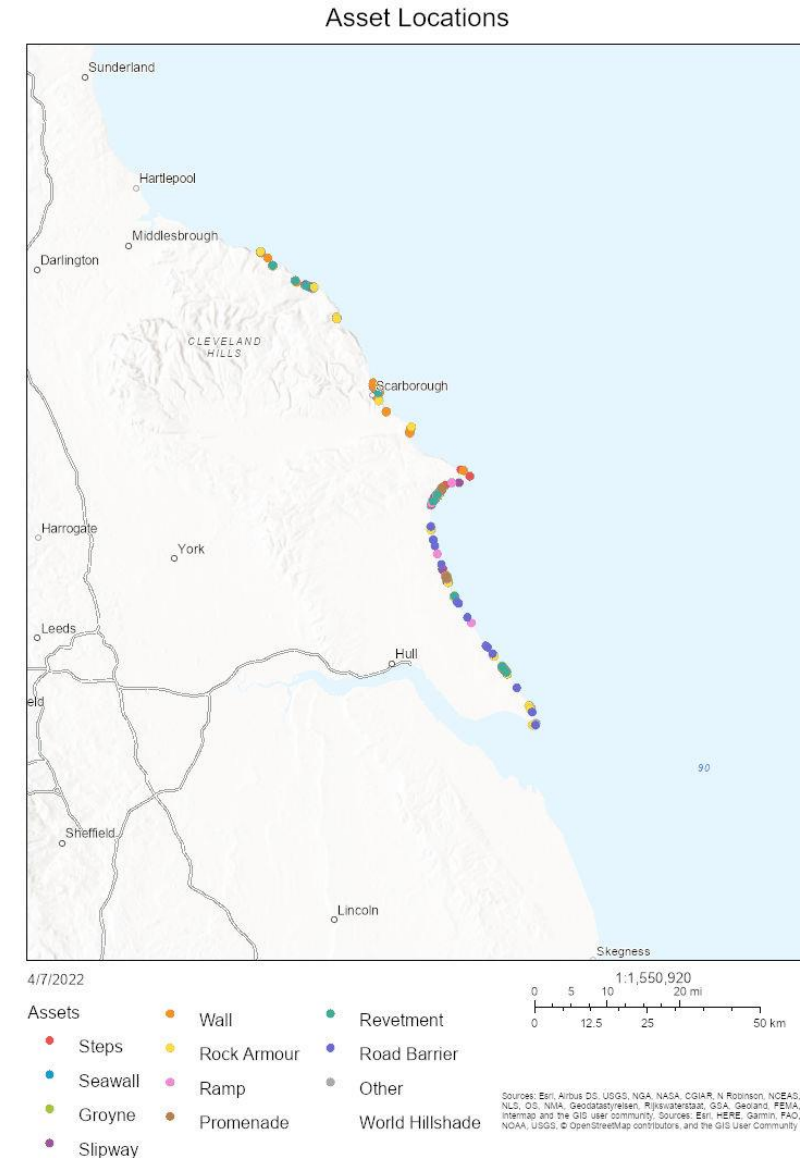 Asset Locations
Sunderland
Hartlepool
Middlesbrough
Darlington
CLEVELAND
HILLS
Scarborough
Harrogate
York
Leeds
Hull
eld
90
Sheffield
Lincoln
Skegness
4/7/2022
1:1,550,920
0 5 10 20 mi
0 12.5 25 50 km
Assets
Steps
Seawall
Groyne
Slipway
Wall
Rock Armour
Ramp
Promenade
Revetment
Road Barrier
Other
World Hillshade
Sources: Esri, Airbus DS, USGS, NGA, NASA, CGIAR, N Robinson, NCEAS,
NLS, OS, NMA, Geodatastyrelsen, Rijkswaterstaat, GSA, Geoland, FEMA,
Intermap and the GIS user community, Sources: Esri, HERE, Garmin, FAO,
NOAA, USGS, © OpenStreetMap contributors, and the GIS User Community